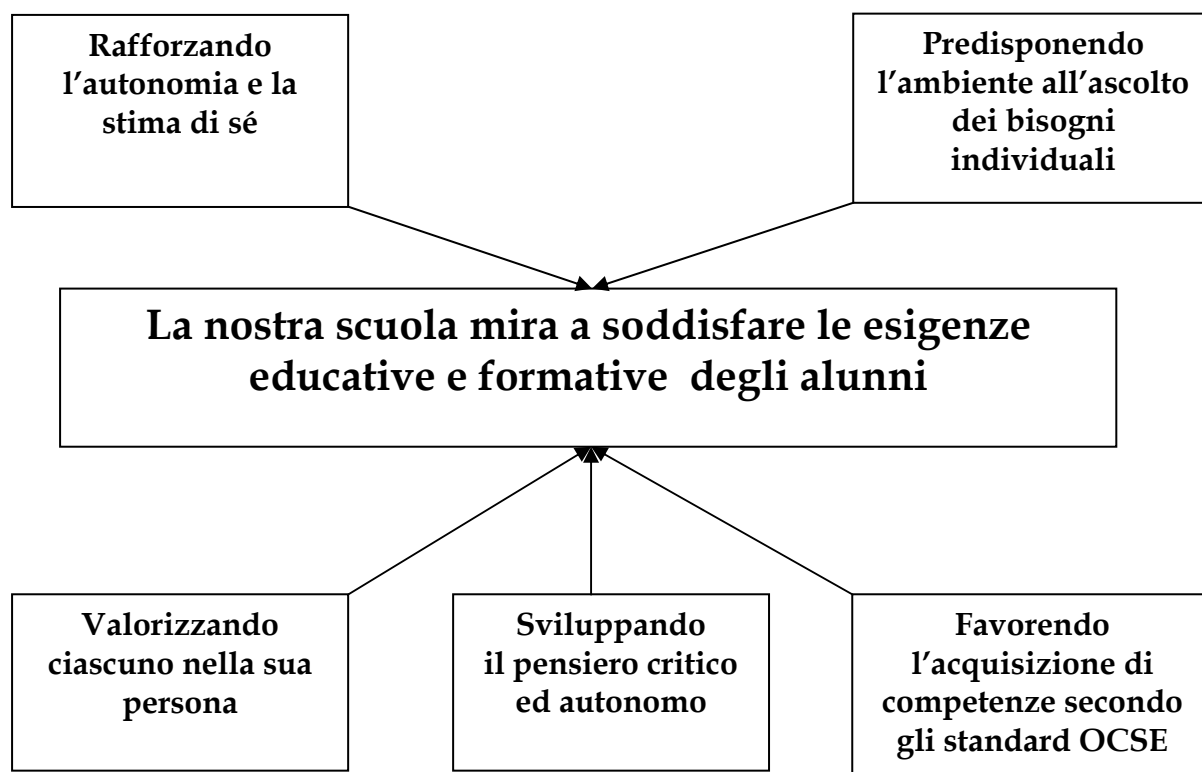 Rafforzando
l’autonomia e la
stima di sé
Predisponendo
l’ambiente all’ascolto
dei bisogni
individuali
La nostra scuola mira a soddisfare le esigenze
educative e formative  degli alunni
Valorizzando
ciascuno nella sua
persona
Sviluppando
il pensiero critico
ed autonomo
Favorendo
l’acquisizione di
competenze secondo
gli standard OCSE